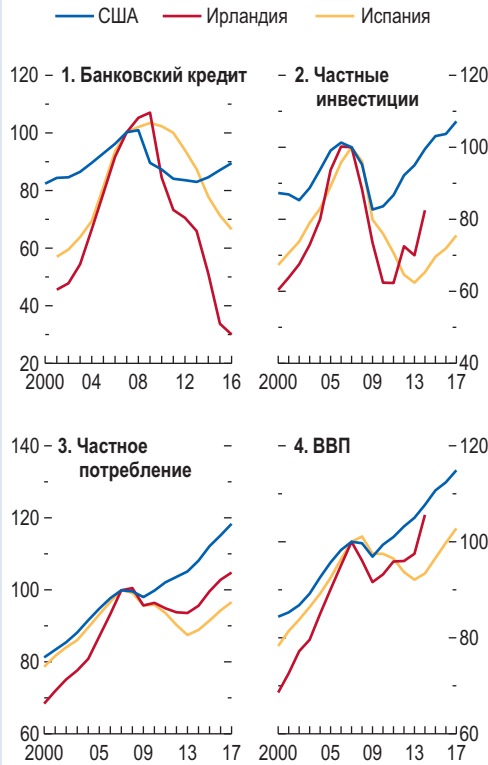 США Ирландия Испания
1. Банковский кредит
120
100
80
60
40
20
2000 04 08 12 16
2. Частные
инвестиции
120
100
80
60
40
2000 05 09 13 17
3. Частное
потребление
140
120
100
80
60
2000 05 09 13 17
4. ВВП
120
100
80
60
2000 05 09 13 17